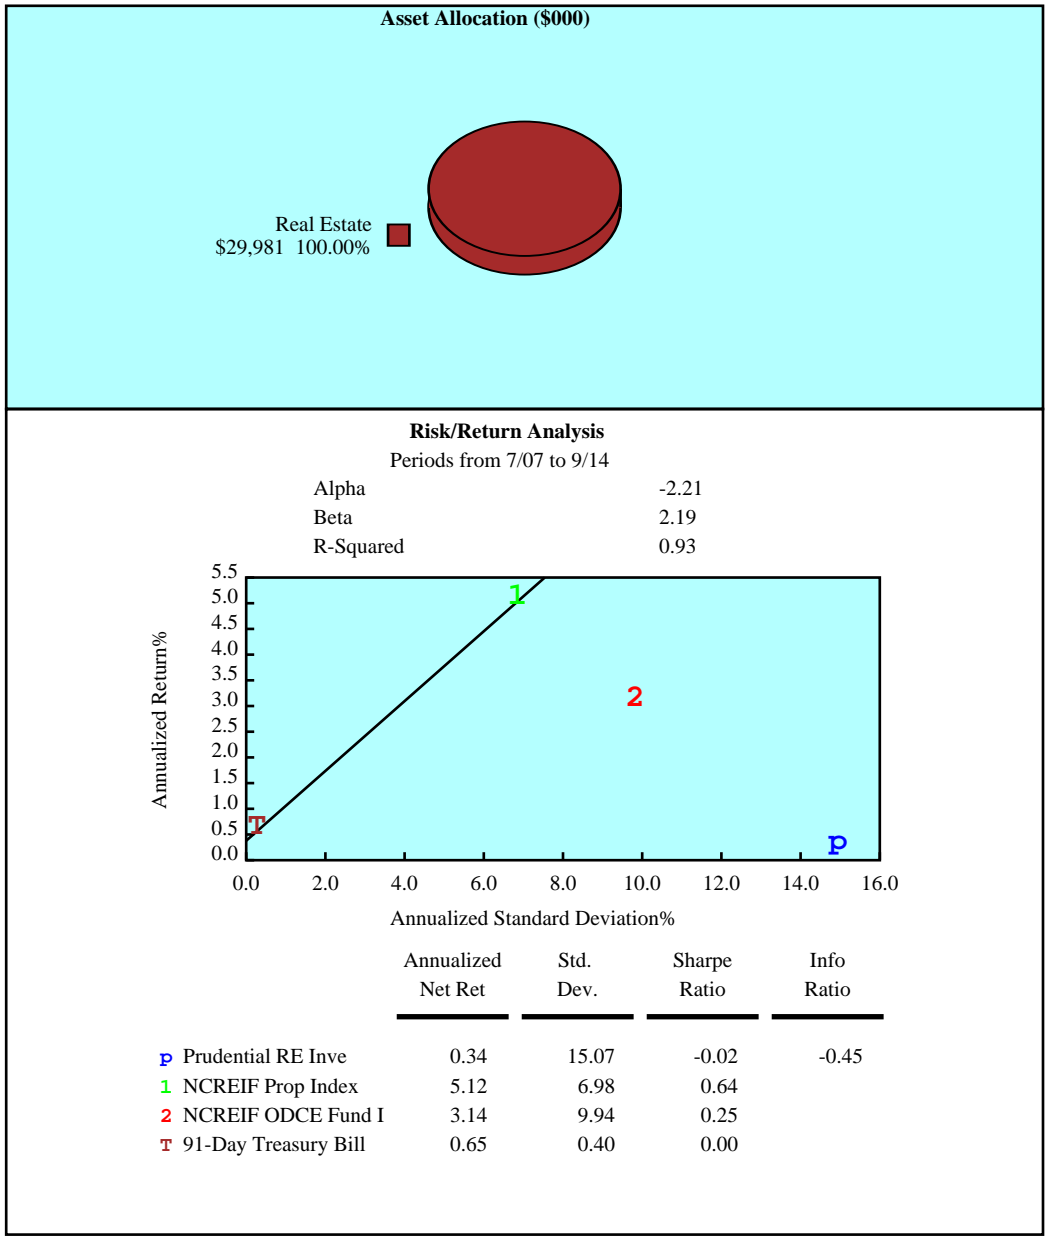 Asset Allocation ($000)
Real Estate
$29,981 100.00%
Risk/Return Analysis
Periods from 7/07 to 9/14
Alpha -2.21
Beta 2.19
R-Squared 0.93
5.5
5.0
4.5
4.0
3.5
3.0
2.5
2.0
1.5
1.0
0.5
0.0
Annualized Return%
1
2
T
p
0.0 2.0 4.0 6.0 8.0 10.0 12.0 14.0 16.0
Annualized Standard Deviation%
Annualized Std. Sharpe Info
Net Ret Dev. Ratio Ratio
p Prudential RE Inve 0.34 15.07 -0.02 -0.45
1 NCREIF Prop Index 5.12 6.98 0.64
2 NCREIF ODCE Fund I 3.14 9.94 0.25
T 91-Day Treasury Bill 0.65 0.40 0.00